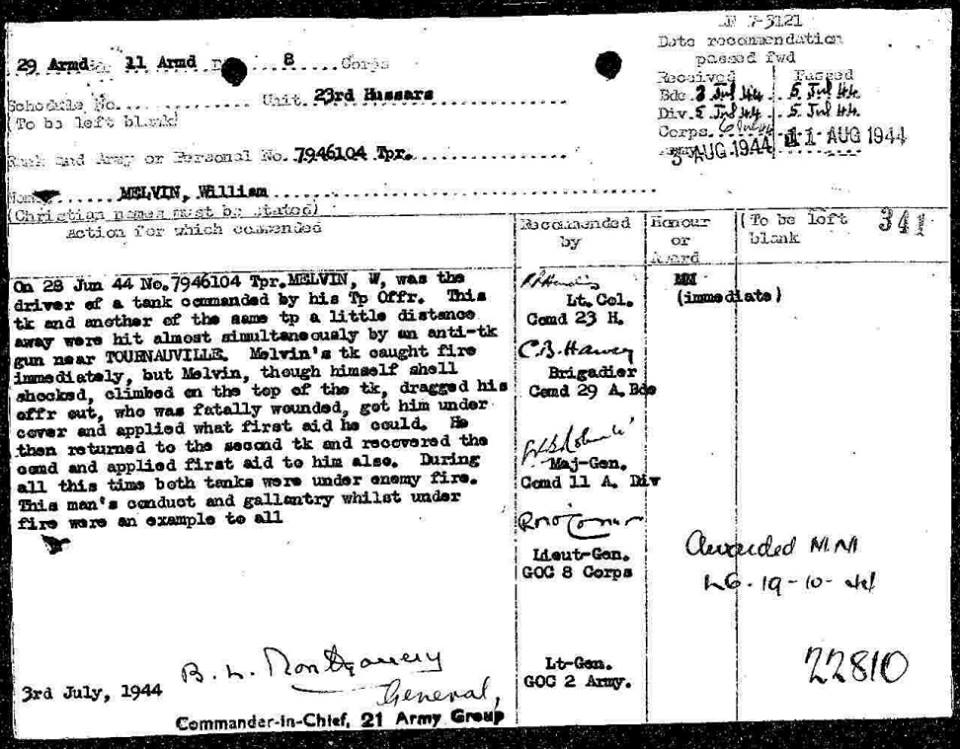 29 Armd 11 Armd 8 Corps
Schedule No. Unit. 23rd Hussars
(To be left blank)
Rank and Army or Personal No. 7946104 Tpr.
MELVIN, William
(Christian names must be stated)
Date recommendation
passed fwd
Received Passed
Bde. 3 Jul 44 5 Jul 44
Div. 5 Jul 44 5 Jul 44
Corps.
AUG 1944 11 AUG 1944
Action for which commended
Recommended
by
Honour
or
Award
(To be left
blank
341
On 28 Jun 44 No.7946104 Tpr.MELVIN, W, was the
driver of a tank commanded by his Tp Offr. This
tk and another of the same tp a little distance
away were hit almost simultaneously by an anti-tk
gun near TOURNAUVILLE. Melvin's tk caught fire
immediately, but Melvin, though himself shell
shocked, climbed on the top of the tk, dragged his
offr out, who was fatally wounded, got him under
cover and applied what first aid he could. He
then returned to the second tk and recovered the
comd and applied first aid to him also. During
all this time both tanks were under enemy fire.
This man's conduct and gallantry whilst under
fire were an example to all
Lt. Col.
Comd 23 H.
C.B. Harvey
Brigadier
Comd 29 A. Bde
Maj-Gen.
Comd 11 A. Div
Lieut-Gen.
GOC 8 Corps
Lt-Gen.
GOC 2 Army.
MM
(immediate)
Awarded M.M
LG. 19-10-44
22810
3rd July, 1944
B. L. Montgomery
General,
Commander-in-Chief, 21 Army Group